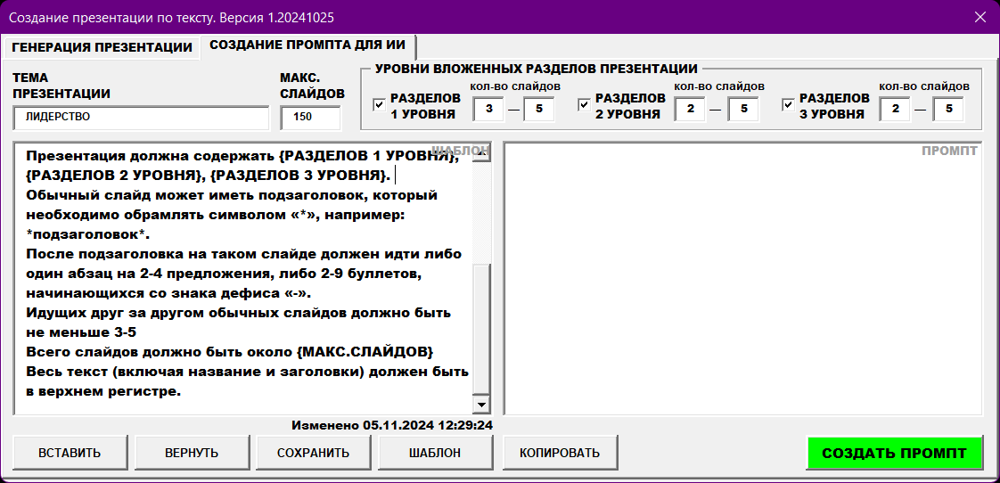 Создание презентации по тексту. Версия 1.20241025
ГЕНЕРАЦИЯ ПРЕЗЕНТАЦИИ
СОЗДАНИЕ ПРОМПТА ДЛЯ ИИ
ТЕМА
ПРЕЗЕНТАЦИИ
ЛИДЕРСТВО
МАКС.
СЛАЙДОВ
150
УРОВНИ ВЛОЖЕННЫХ РАЗДЕЛОВ ПРЕЗЕНТАЦИИ
РАЗДЕЛОВ
1 УРОВНЯ
кол-во слайдов
3 — 5
РАЗДЕЛОВ
2 УРОВНЯ
кол-во слайдов
2 — 5
РАЗДЕЛОВ
3 УРОВНЯ
кол-во слайдов
2 — 5
ШАБЛОН
Презентация должна содержать {РАЗДЕЛОВ 1 УРОВНЯ},
{РАЗДЕЛОВ 2 УРОВНЯ}, {РАЗДЕЛОВ 3 УРОВНЯ}.
Обычный слайд может иметь подзаголовок, который
необходимо обрамлять символом «*», например:
*подзаголовок*.
После подзаголовка на таком слайде должен идти либо
один абзац на 2-4 предложения, либо 2-9 буллетов,
начинающихся со знака дефиса «-».
Идущих друг за другом обычных слайдов должно быть
не меньше 3-5
Всего слайдов должно быть около {МАКС.СЛАЙДОВ}
Весь текст (включая название и заголовки) должен быть
в верхнем регистре.
ПРОМПТ
Изменено 05.11.2024 12:29:24
ВСТАВИТЬ
ВЕРНУТЬ
СОХРАНИТЬ
ШАБЛОН
КОПИРОВАТЬ
СОЗДАТЬ ПРОМПТ